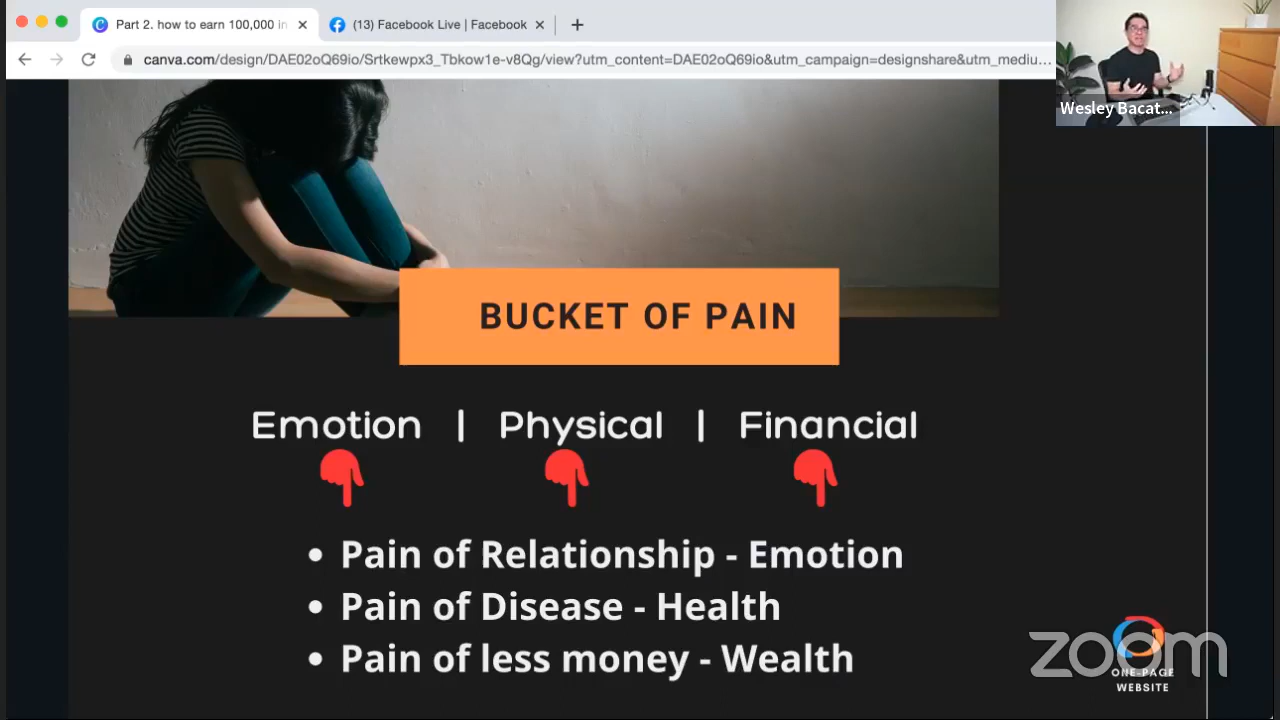 Part 2. how to earn 100,000 in
(13) Facebook Live | Facebook
canva.com/design/DAE02oQ69io/Srtkewpx3_Tbkow1e-v8Qg/view?utm_content=DAE02oQ69io&utm_campaign=designshare&utm_mediu...
Wesley Bacat...
BUCKET OF PAIN
Emotion | Physical | Financial
• Pain of Relationship - Emotion
• Pain of Disease - Health
• Pain of less money - Wealth
zoom
ONE-PAGE
WEBSITE